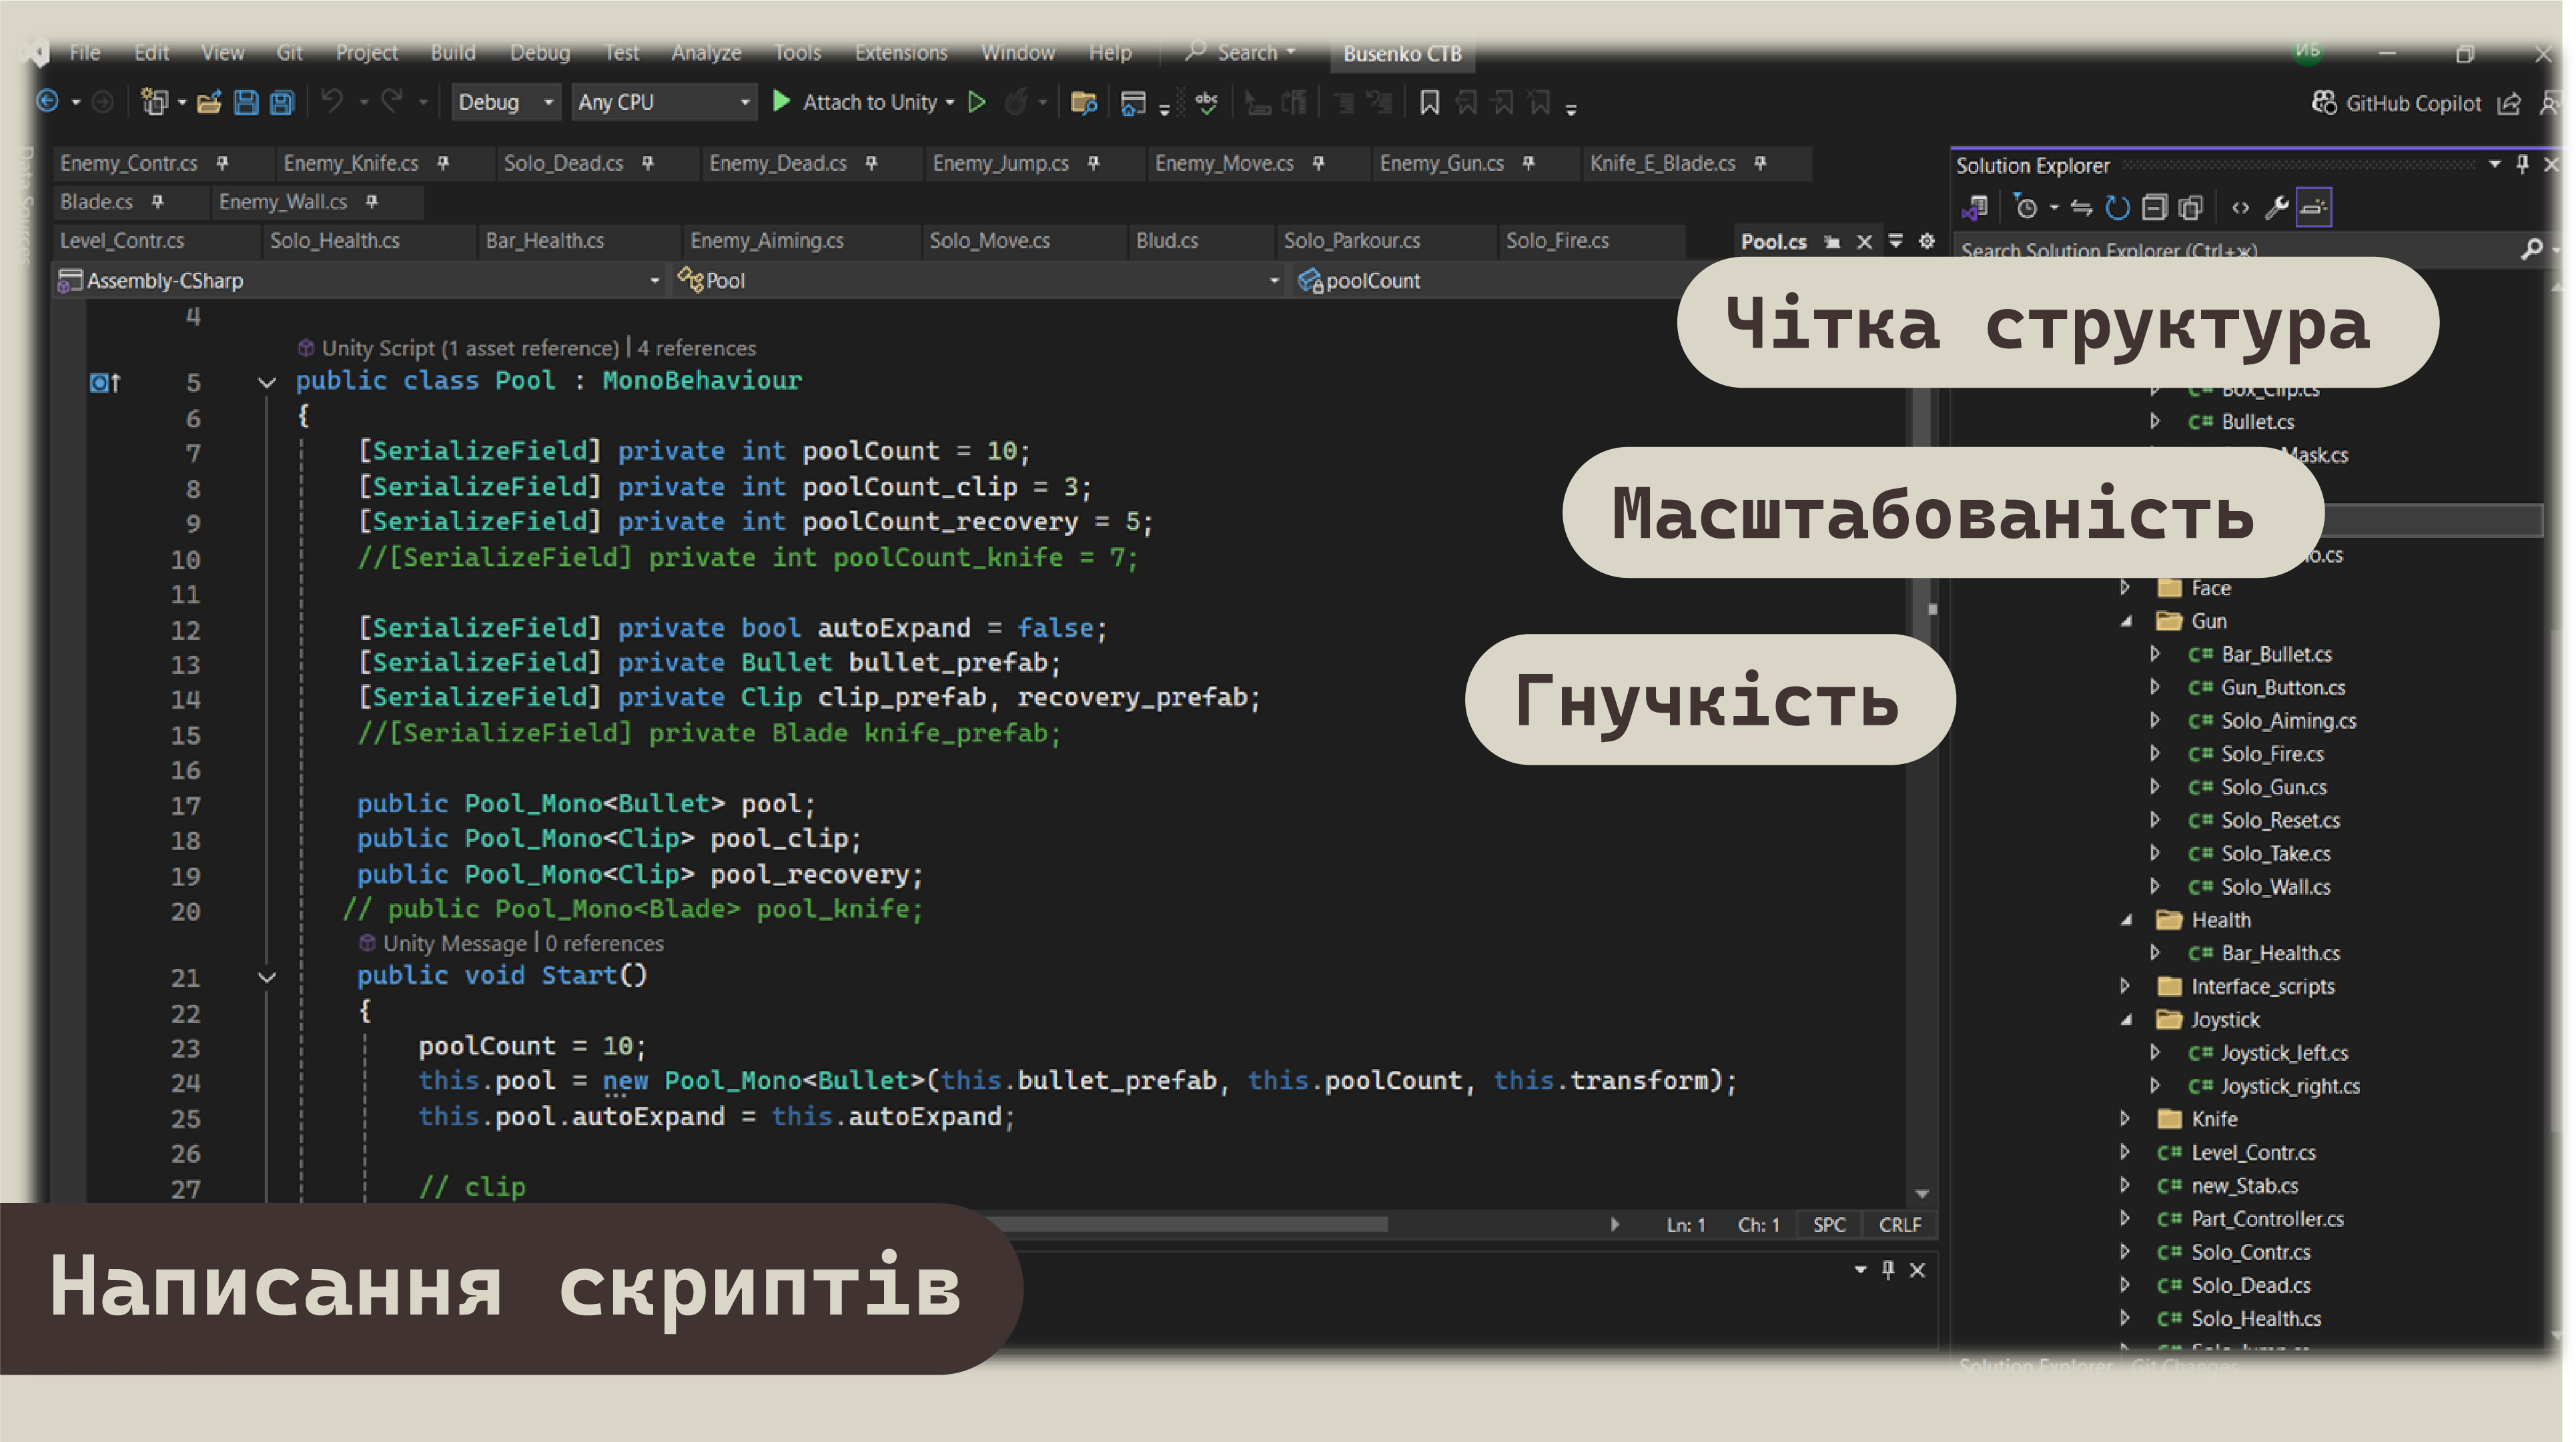 File Edit View Git Project Build Debug Test Analyze Tools Extensions Window Help Search Busenko CTB ИБ
Debug Any CPU Attach to Unity GitHub Copilot
Data Sources
Enemy_Contr.cs Enemy_Knife.cs Solo_Dead.cs Enemy_Dead.cs Enemy_Jump.cs Enemy_Move.cs Enemy_Gun.cs Knife_E_Blade.cs
Blade.cs Enemy_Wall.cs
Level_Contr.cs Solo_Health.cs Bar_Health.cs Enemy_Aiming.cs Solo_Move.cs Blud.cs Solo_Parkour.cs Solo_Fire.cs Pool.cs
Assembly-CSharp Pool poolCount
4
Unity Script (1 asset reference) | 4 references
5 public class Pool : MonoBehaviour
6 {
7 [SerializeField] private int poolCount = 10;
8 [SerializeField] private int poolCount_clip = 3;
9 [SerializeField] private int poolCount_recovery = 5;
10 //[SerializeField] private int poolCount_knife = 7;
11
12 [SerializeField] private bool autoExpand = false;
13 [SerializeField] private Bullet bullet_prefab;
14 [SerializeField] private Clip clip_prefab, recovery_prefab;
15 //[SerializeField] private Blade knife_prefab;
16
17 public Pool_Mono<Bullet> pool;
18 public Pool_Mono<Clip> pool_clip;
19 public Pool_Mono<Clip> pool_recovery;
20 // public Pool_Mono<Blade> pool_knife;
Unity Message | 0 references
21 public void Start()
22 {
23 poolCount = 10;
24 this.pool = new Pool_Mono<Bullet>(this.bullet_prefab, this.poolCount, this.transform);
25 this.pool.autoExpand = this.autoExpand;
26
27 // clip
Ln: 1 Ch: 1 SPC CRLF
Solution Explorer
Search Solution Explorer (Ctrl+ж)
Чітка структура
Box_Clip.cs
Bullet.cs
Mask.cs
Масштабованість
o.cs
Face
Gun
Bar_Bullet.cs
Гнучкість
Gun_Button.cs
Solo_Aiming.cs
Solo_Fire.cs
Solo_Gun.cs
Solo_Reset.cs
Solo_Take.cs
Solo_Wall.cs
Health
Bar_Health.cs
Interface_scripts
Joystick
Joystick_left.cs
Joystick_right.cs
Knife
Level_Contr.cs
new_Stab.cs
Part_Controller.cs
Solo_Contr.cs
Solo_Dead.cs
Solo_Health.cs
Solution Explorer Git Changes
Написання скриптів